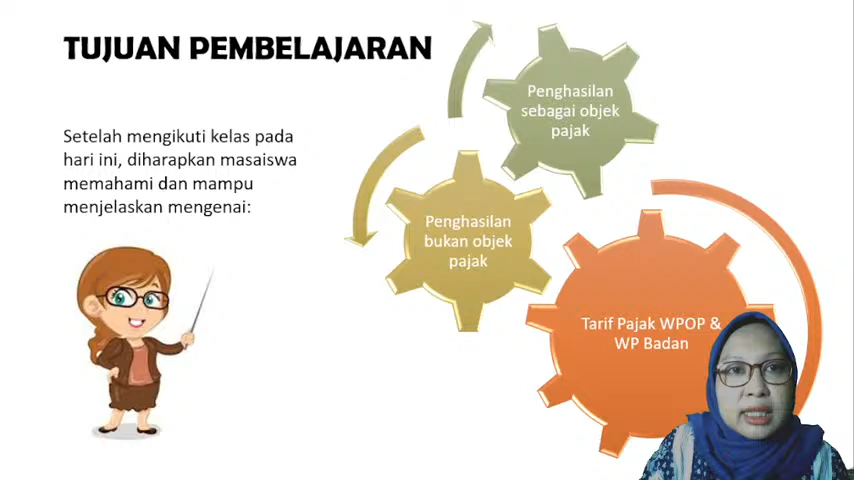 TUJUAN PEMBELAJARAN
Setelah mengikuti kelas pada
hari ini, diharapkan masaiswa
memahami dan mampu
menjelaskan mengenai:
Penghasilan
sebagai objek
pajak
Penghasilan
bukan objek
pajak
Tarif Pajak WPOP &
WP Badan